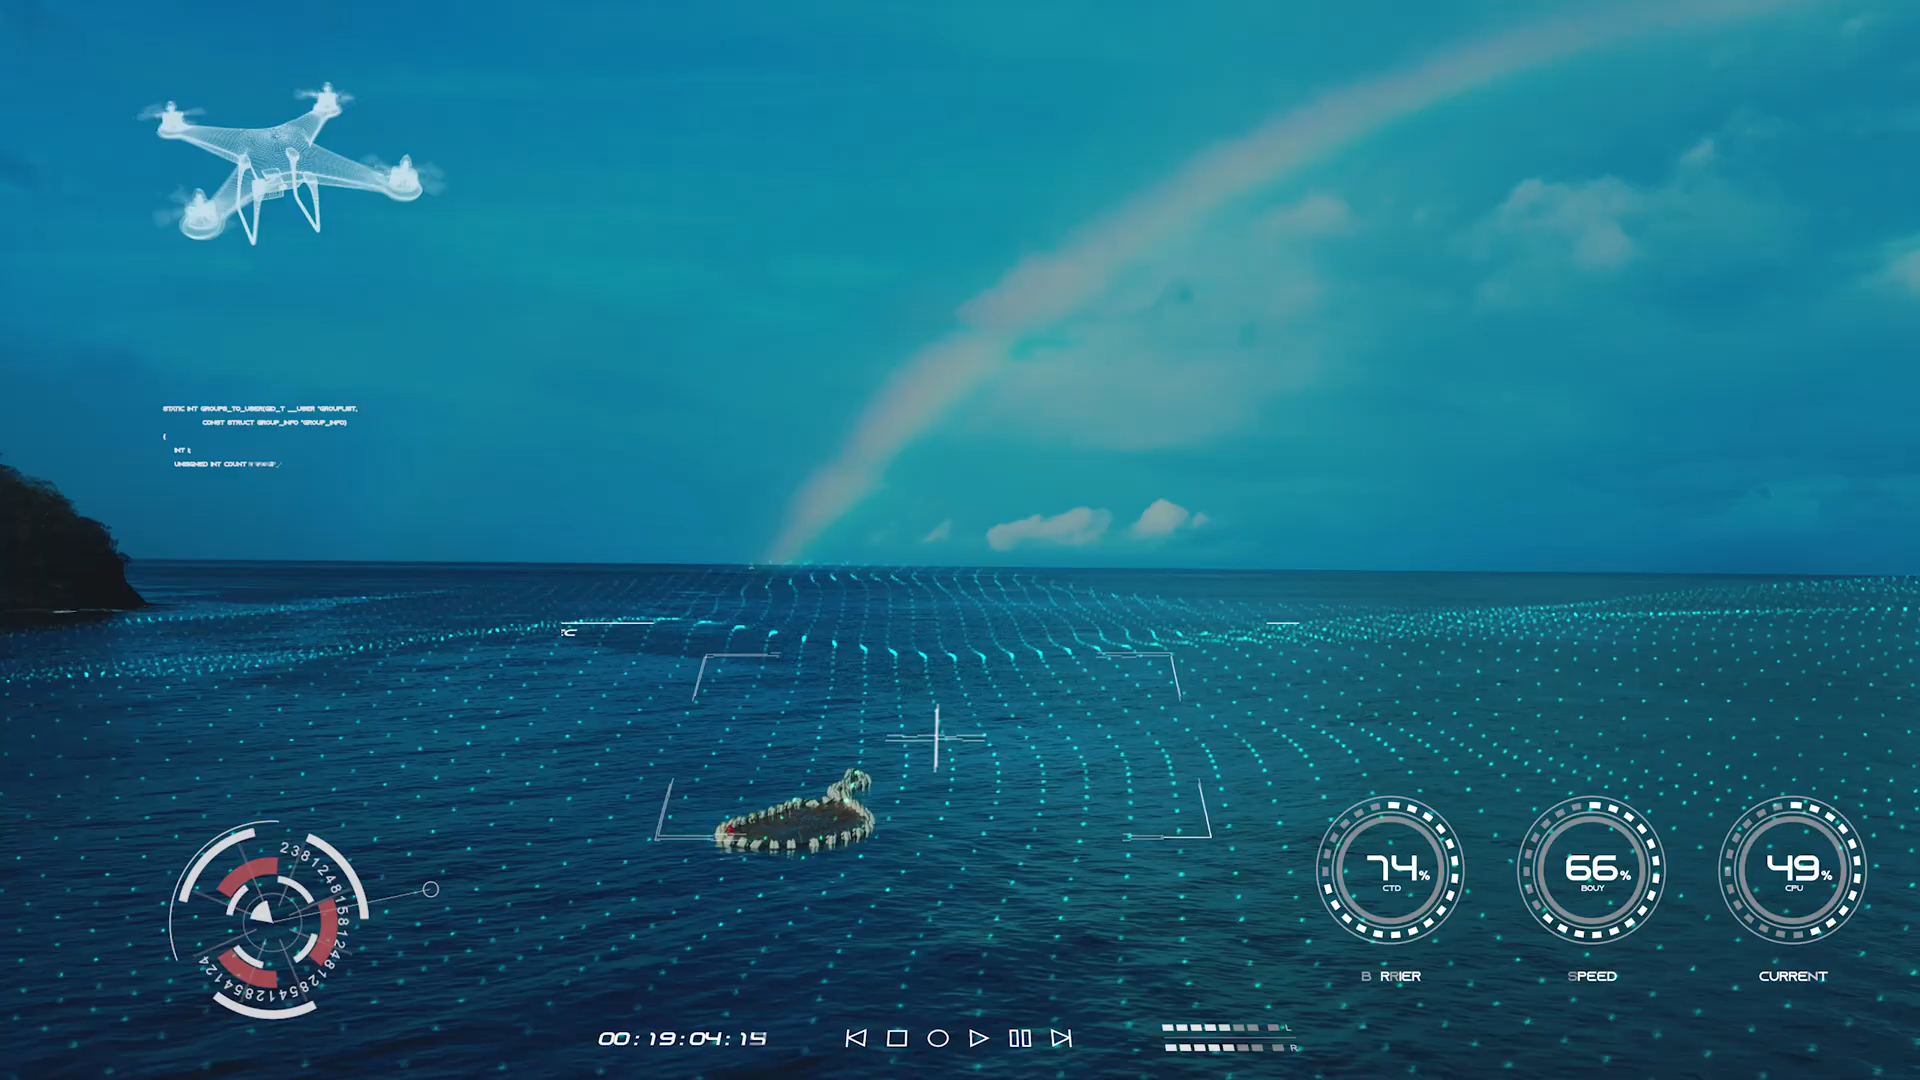 STATIC INT GROUPS_TO_USER(GID_T __USER *GROUPLIST,
CONST STRUCT GROUP_INFO *GROUP_INFO)
{
INT I;
UNSIGNED INT COUNT
74%
CTD
66%
BOUY
49%
CPU
B RRIER
SPEED
CURRENT
00:19:04:15
L
R